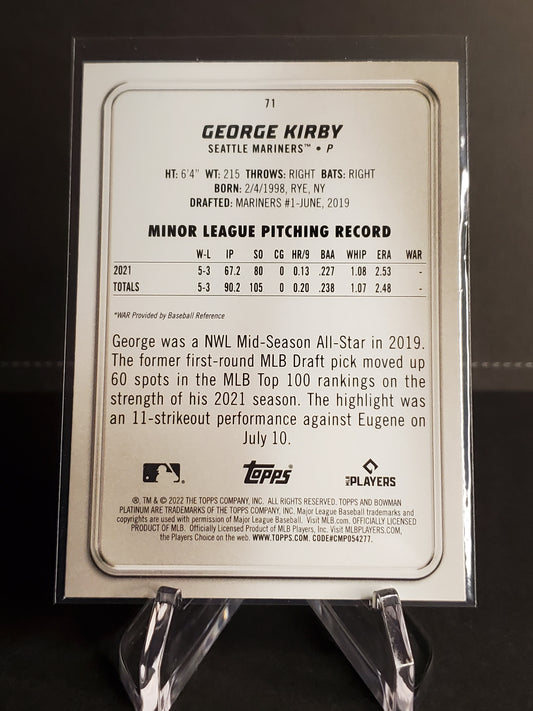 71
GEORGE KIRBY
SEATTLE MARINERS™ • P
HT: 6'4" WT: 215 THROWS: RIGHT BATS: RIGHT
BORN: 2/4/1998, RYE, NY
DRAFTED: MARINERS #1-JUNE, 2019
MINOR LEAGUE PITCHING RECORD
W-L IP SO CG HR/9 BAA WHIP ERA WAR
2021 5-3 67.2 80 0 0.13 .227 1.08 2.53 -
TOTALS 5-3 90.2 105 0 0.20 .238 1.07 2.48 -
*WAR Provided by Baseball Reference
George was a NWL Mid-Season All-Star in 2019.
The former first-round MLB Draft pick moved up
60 spots in the MLB Top 100 rankings on the
strength of his 2021 season. The highlight was
an 11-strikeout performance against Eugene on
July 10.
topps® THE PLAYERS
®, TM & © 2022 THE TOPPS COMPANY, INC. ALL RIGHTS RESERVED. TOPPS AND BOWMAN
PLATINUM ARE TRADEMARKS OF THE TOPPS COMPANY, INC. Major League Baseball trademarks and
copyrights are used with permission of Major League Baseball. Visit MLB.com. OFFICIALLY LICENSED
PRODUCT OF MLB. Officially Licensed Product of MLB Players, Inc. Visit MLBPLAYERS.COM,
the Players Choice on the web. WWW.TOPPS.COM. CODE#CMP054277.